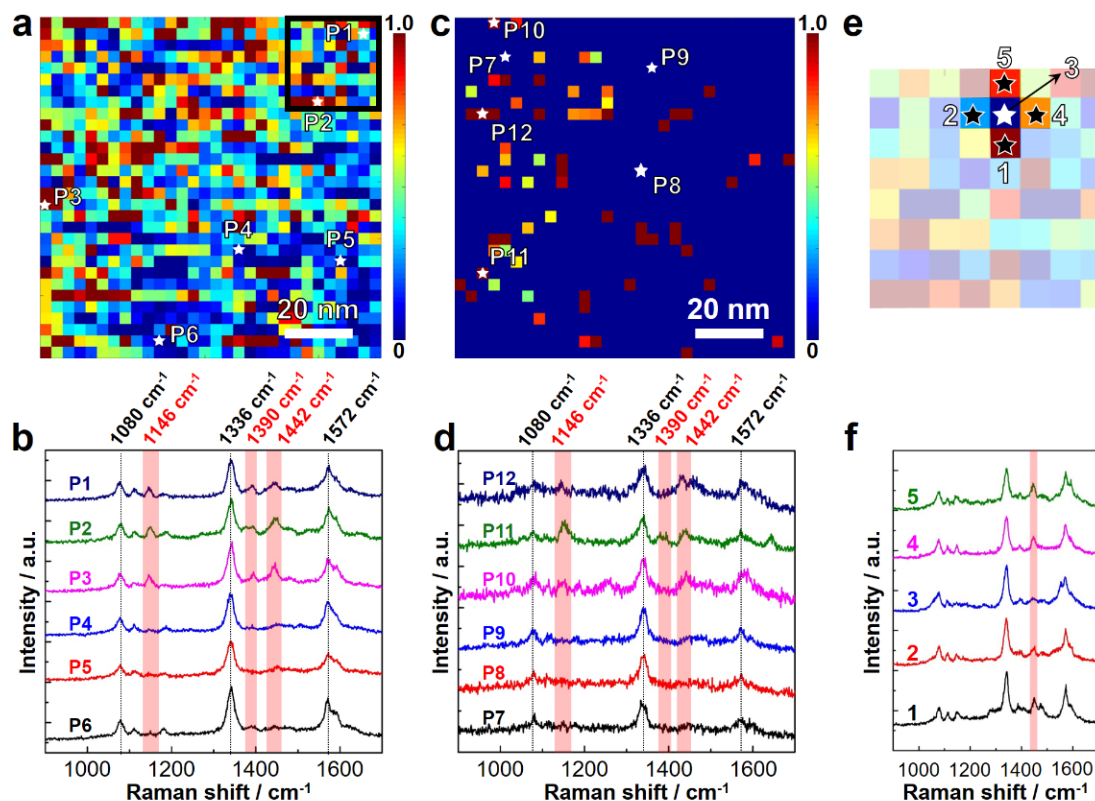 a
1.0
P1
P2
P3
P4
P5
P6
20 nm
0
c
1.0
P10
P7
P9
P12
P8
P11
20 nm
0
e
5
3
2
4
1
1080 cm⁻¹
1146 cm⁻¹
1336 cm⁻¹
1390 cm⁻¹
1442 cm⁻¹
1572 cm⁻¹
b
P1
P2
P3
P4
P5
P6
Intensity / a.u.
1000 1200 1400 1600
Raman shift / cm⁻¹
1080 cm⁻¹
1146 cm⁻¹
1336 cm⁻¹
1390 cm⁻¹
1442 cm⁻¹
1572 cm⁻¹
d
P12
P11
P10
P9
P8
P7
Intensity / a.u.
1000 1200 1400 1600
Raman shift / cm⁻¹
f
5
4
3
2
1
Intensity / a.u.
1000 1200 1400 1600
Raman shift / cm⁻¹